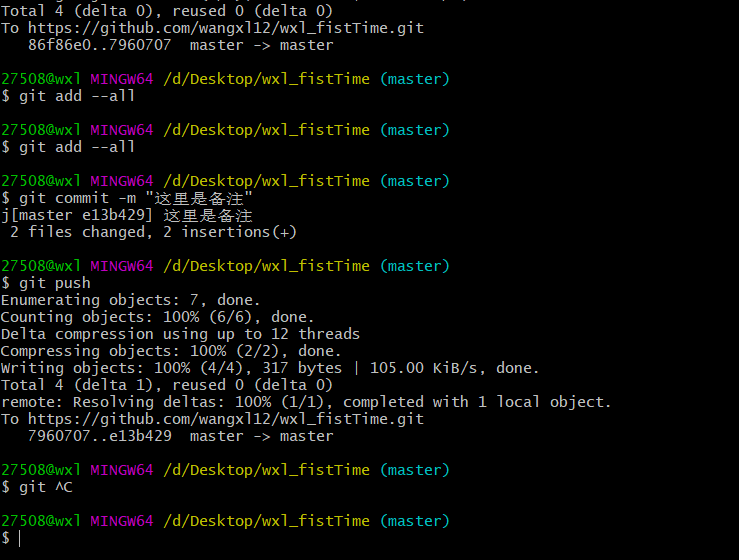 Total 4 (delta 0), reused 0 (delta 0)
To https://github.com/wangxl12/wxl_fistTime.git
   86f86e0..7960707  master -> master
27508@wxl MINGW64 /d/Desktop/wxl_fistTime (master)
$ git add --all
27508@wxl MINGW64 /d/Desktop/wxl_fistTime (master)
$ git add --all
27508@wxl MINGW64 /d/Desktop/wxl_fistTime (master)
$ git commit -m "这里是备注"
j[master e13b429] 这里是备注
 2 files changed, 2 insertions(+)
27508@wxl MINGW64 /d/Desktop/wxl_fistTime (master)
$ git push
Enumerating objects: 7, done.
Counting objects: 100% (6/6), done.
Delta compression using up to 12 threads
Compressing objects: 100% (2/2), done.
Writing objects: 100% (4/4), 317 bytes | 105.00 KiB/s, done.
Total 4 (delta 1), reused 0 (delta 0)
remote: Resolving deltas: 100% (1/1), completed with 1 local object.
To https://github.com/wangxl12/wxl_fistTime.git
   7960707..e13b429  master -> master
27508@wxl MINGW64 /d/Desktop/wxl_fistTime (master)
$ git ^C
27508@wxl MINGW64 /d/Desktop/wxl_fistTime (master)
$